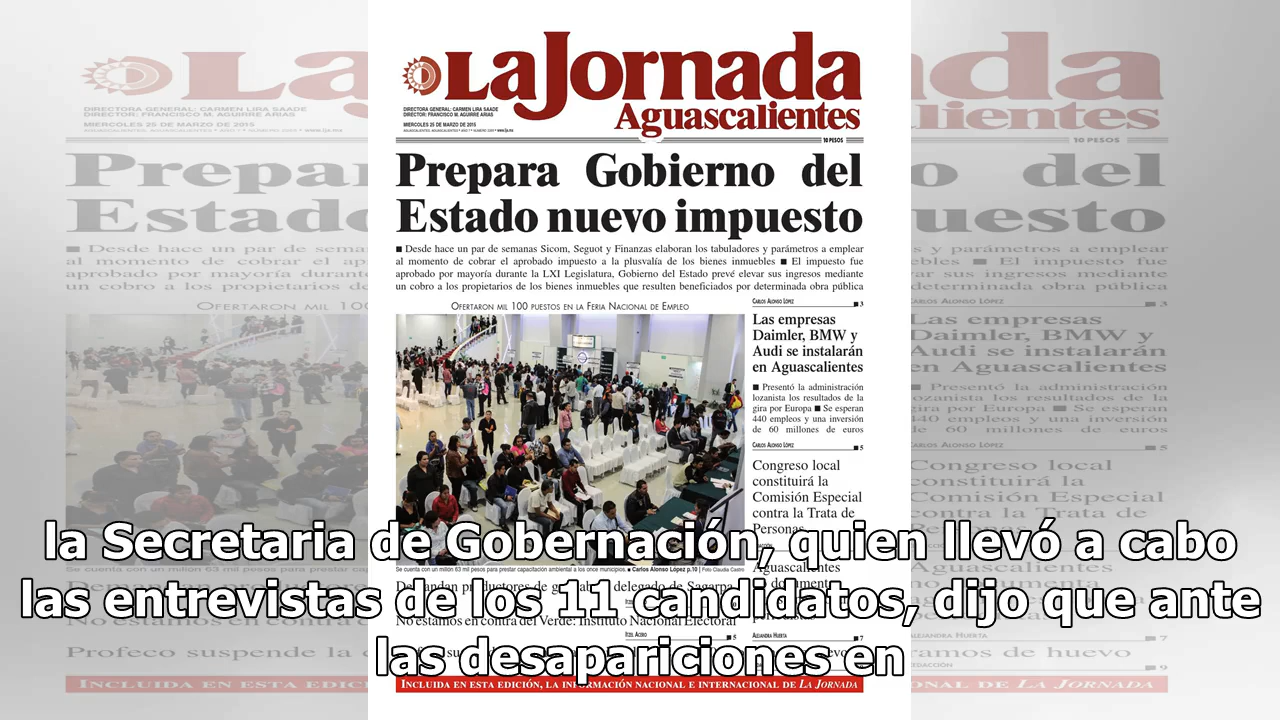 La Jornada
Aguascalientes
DIRECTORA GENERAL: CARMEN LIRA SAADE
DIRECTOR: FRANCISCO M. AGUIRRE ARIAS
MIERCOLES 25 DE MARZO DE 2015
10 PESOS
Prepara Gobierno del
Estado nuevo impuesto
■ Desde hace un par de semanas Sicom, Seguot y Finanzas elaboran los tabuladores y parámetros a emplear
al momento de cobrar el aprobado impuesto a la plusvalía de los bienes inmuebles ■ El impuesto fue
aprobado por mayoría durante la LXI Legislatura, Gobierno del Estado prevé elevar sus ingresos mediante
un cobro a los propietarios de los bienes inmuebles que resulten beneficiados por determinada obra pública
CARLOS ALONSO LÓPEZ ■ 3
OFERTARON MIL 100 PUESTOS EN LA FERIA NACIONAL DE EMPLEO
Las empresas
Daimler, BMW y
Audi se instalarán
en Aguascalientes
■ Presentó la administración
lozanista los resultados de la
gira por Europa ■ Se esperan
440 empleos y una inversión
de 60 millones de euros
CARLOS ALONSO LÓPEZ ■ 5
Congreso local
constituirá la
Comisión Especial
contra la Trata de
Personas
Aguascalientes
Se cuenta con un millón 63 mil pesos para prestar capacitación ambiental a los once municipios. ■ Carlos Alonso López p.10 | Foto Claudia Castro
No estamos en contra del Verde: Instituto Nacional Electoral
ITZEL ACERO ■ 5
ALEJANDRA HUERTA ■ 7
INCLUIDA EN ESTA EDICIÓN, LA INFORMACIÓN NACIONAL E INTERNACIONAL DE LA JORNADA
la Secretaria de Gobernación, quien llevó a cabo
las entrevistas de los 11 candidatos, dijo que ante
las desapariciones en